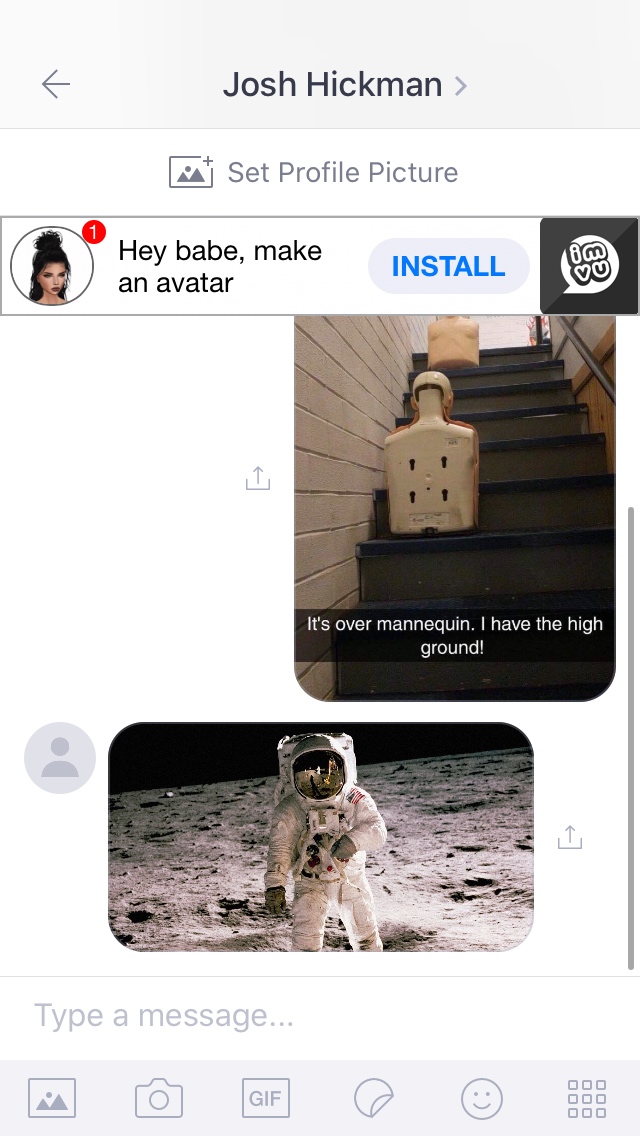 Josh Hickman
Set Profile Picture
1
Hey babe, make
an avatar
INSTALL
imvu
It's over mannequin. I have the high
ground!
Type a message...
GIF